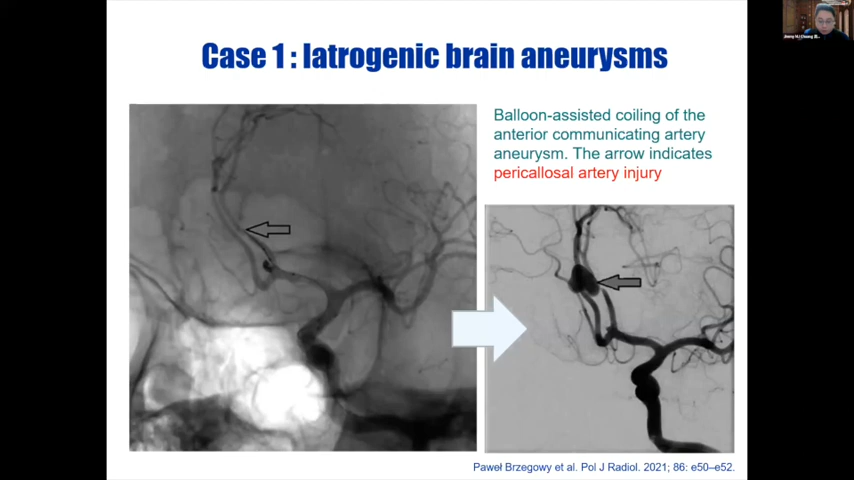 Case 1 : Iatrogenic brain aneurysms
Balloon-assisted coiling of the
anterior communicating artery
aneurysm. The arrow indicates
pericallosal artery injury
Paweł Brzegowy et al. Pol J Radiol. 2021; 86: e50–e52.